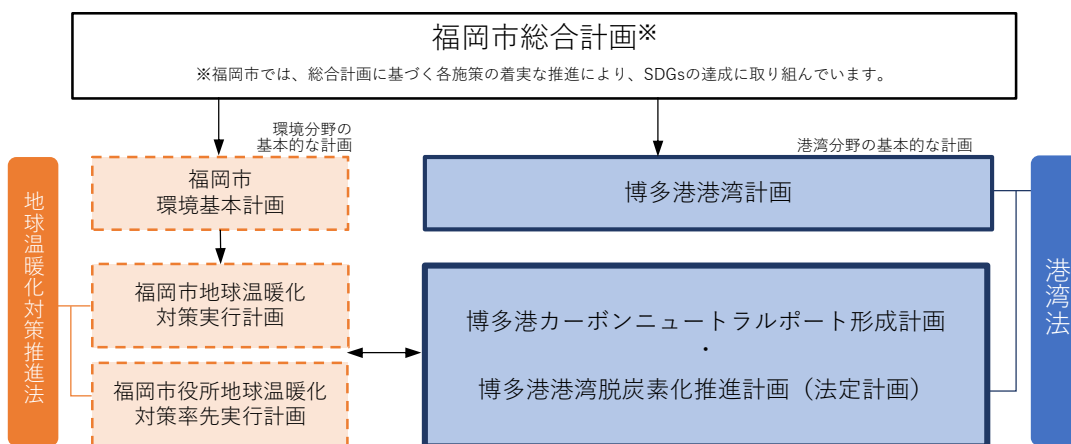 福岡市総合計画※
※福岡市では、総合計画に基づく各施策の着実な推進により、SDGsの達成に取り組んでいます。
環境分野の
基本的な計画
港湾分野の基本的な計画
地球温暖化対策推進法
福岡市
環境基本計画
博多港港湾計画
港湾法
福岡市地球温暖化
対策実行計画
博多港カーボンニュートラルポート形成計画
・
博多港港湾脱炭素化推進計画（法定計画）
福岡市役所地球温暖化
対策率先実行計画